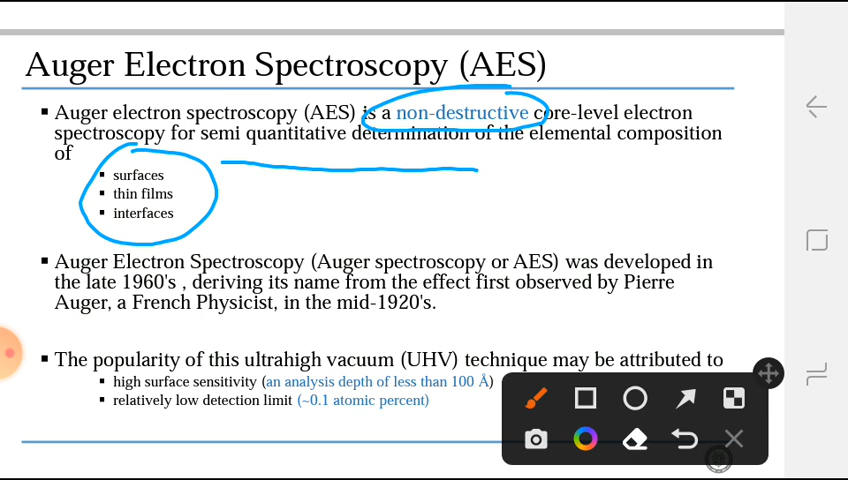 Auger Electron Spectroscopy (AES)
▪ Auger electron spectroscopy (AES) is a non-destructive core-level electron
spectroscopy for semi quantitative determination of the elemental composition
of
▪ surfaces
▪ thin films
▪ interfaces
▪ Auger Electron Spectroscopy (Auger spectroscopy or AES) was developed in
the late 1960's , deriving its name from the effect first observed by Pierre
Auger, a French Physicist, in the mid-1920's.
▪ The popularity of this ultrahigh vacuum (UHV) technique may be attributed to
▪ high surface sensitivity (an analysis depth of less than 100 Å)
▪ relatively low detection limit (~0.1 atomic percent)